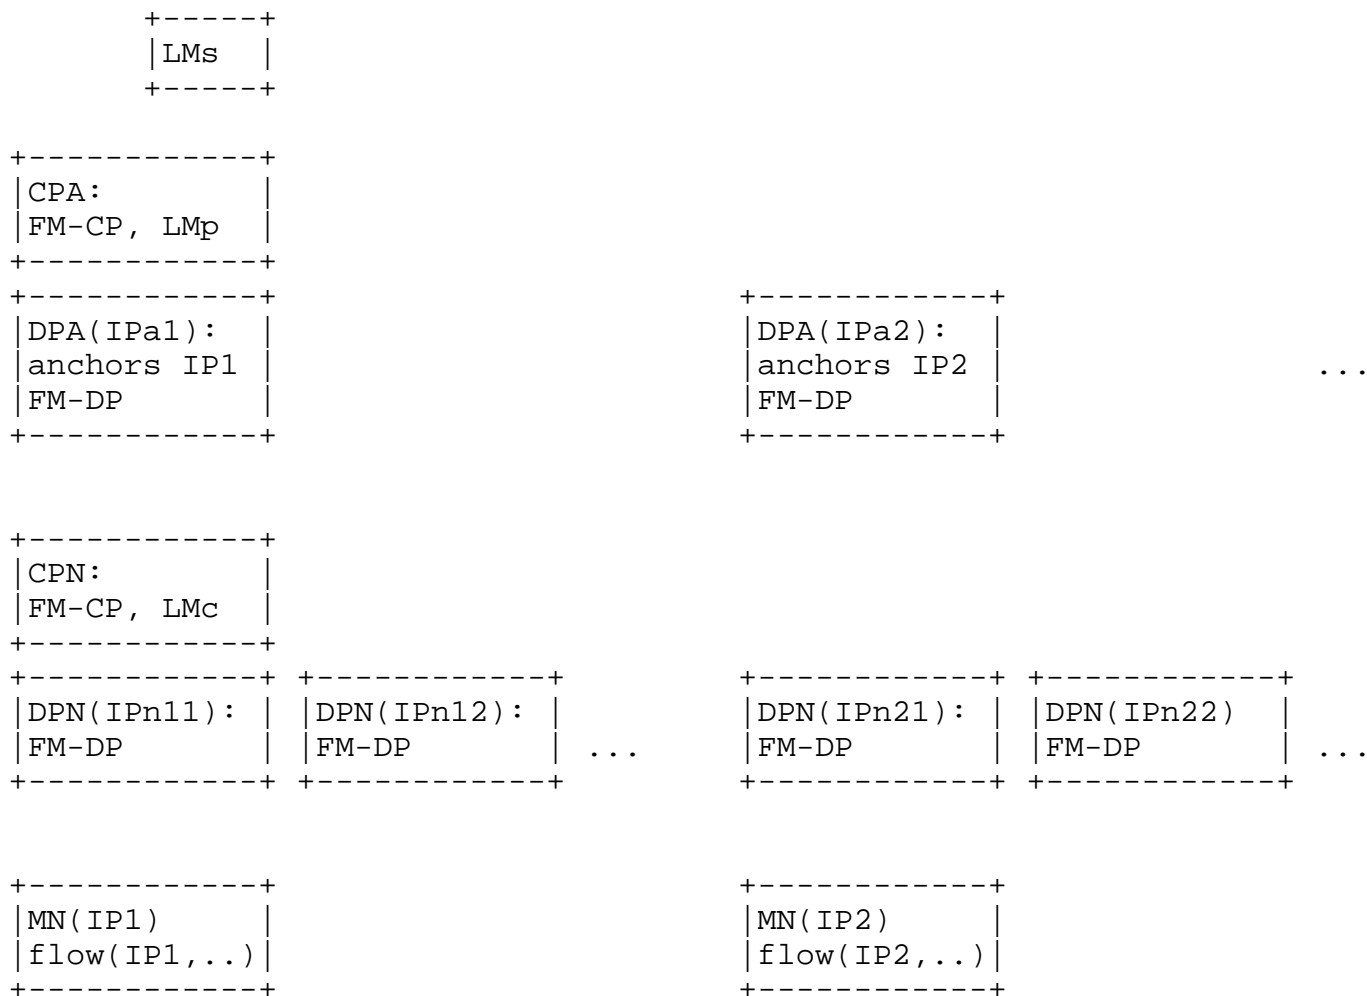 +-----+
|LMs  |
+-----+
+------------+
|CPA:        |
|FM-CP, LMp  |
+------------+
+------------+                           +------------+
|DPA(IPa1):  |                           |DPA(IPa2):  |
|anchors IP1 |                           |anchors IP2 |                  ...
|FM-DP       |                           |FM-DP       |
+------------+                           +------------+
+------------+
|CPN:        |
|FM-CP, LMc  |
+------------+
+------------+ +------------+            +------------+ +------------+
|DPN(IPn11): | |DPN(IPn12): |            |DPN(IPn21): | |DPN(IPn22)  |
|FM-DP       | |FM-DP       | ...        |FM-DP       | |FM-DP       | ...
+------------+ +------------+            +------------+ +------------+
+------------+                           +------------+
|MN(IP1)     |                           |MN(IP2)     |
|flow(IP1,..)|                           |flow(IP2,..)|
+------------+                           +------------+